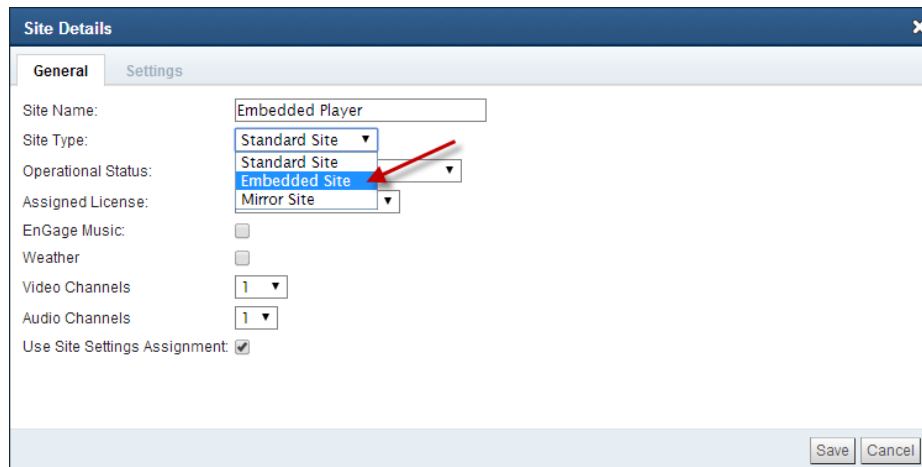 Site Details
General Settings
Site Name: Embedded Player
Site Type: Standard Site
Standard Site
Operational Status:
Embedded Site
Assigned License: Mirror Site
EnGage Music:
Weather
Video Channels 1
Audio Channels 1
Use Site Settings Assignment:
Save Cancel